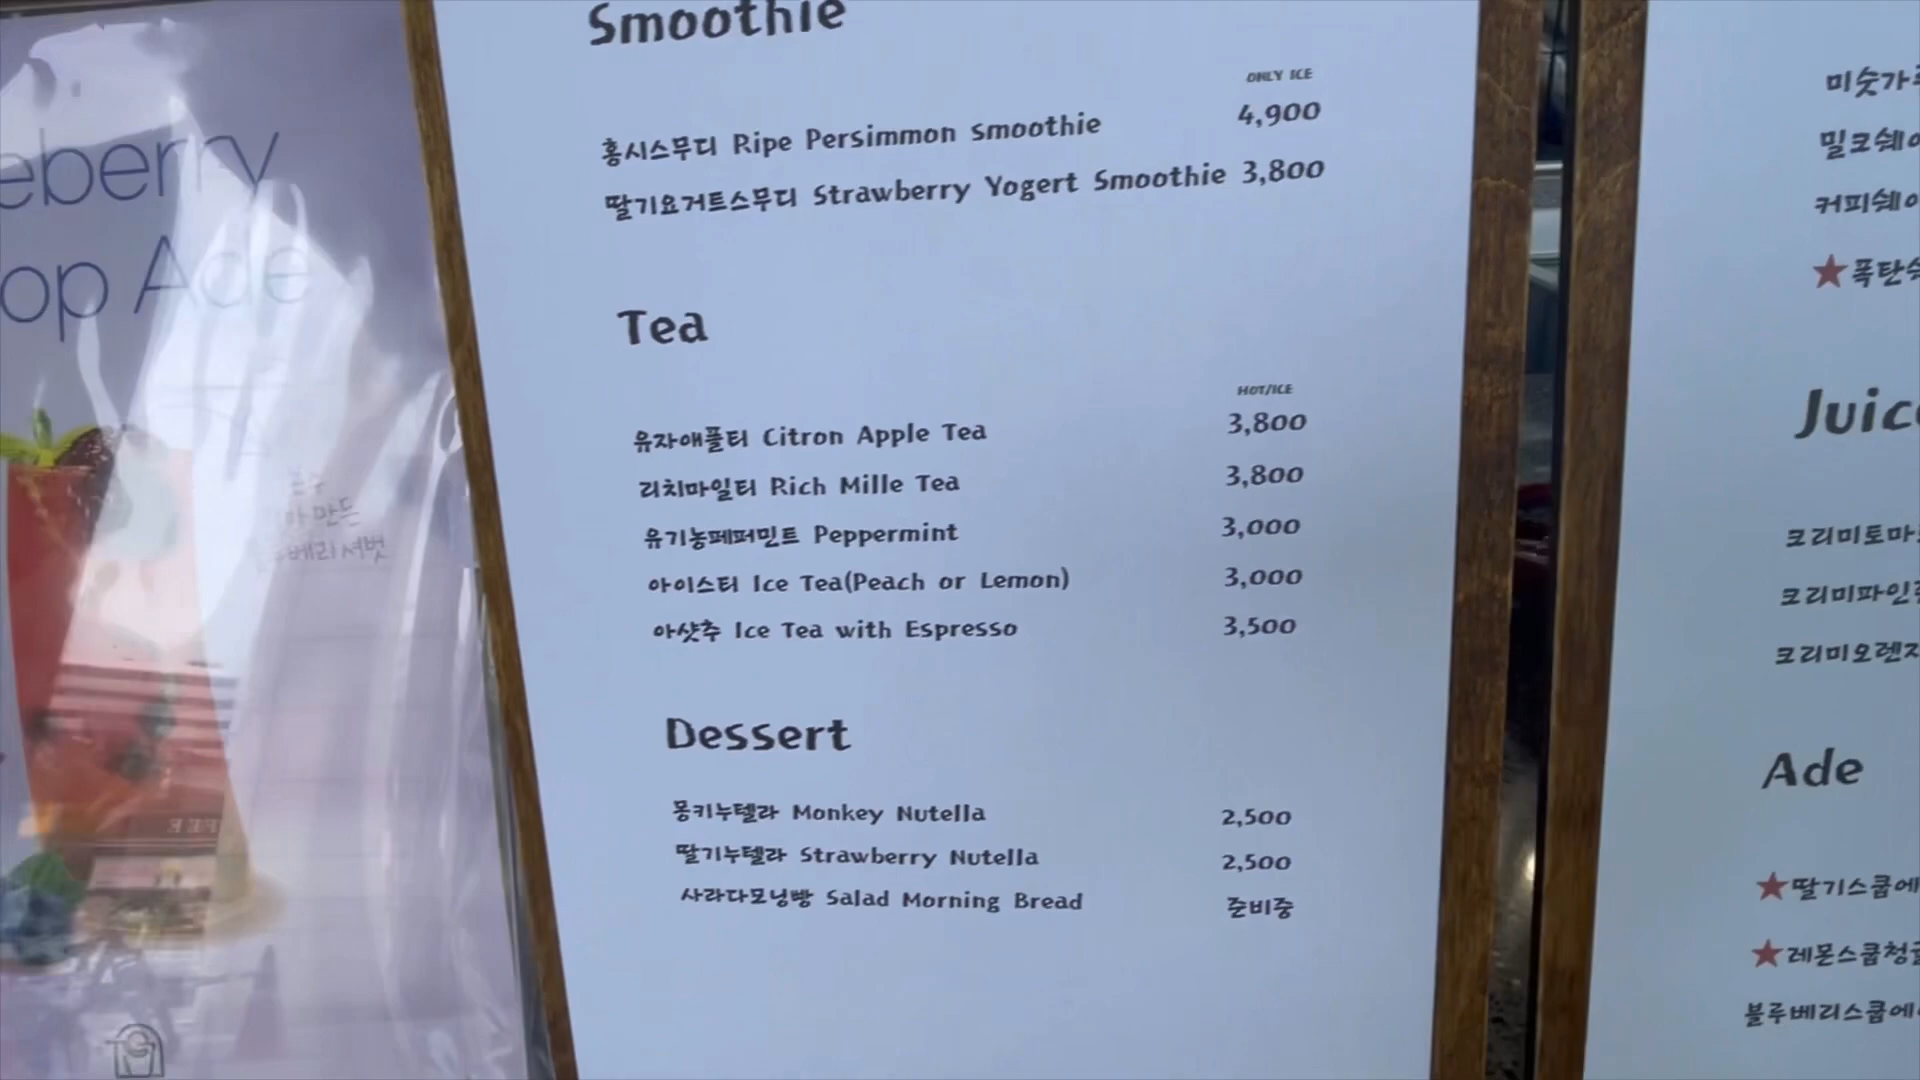 eberry
op Ade
만든
Smoothie
ONLY ICE
홍시스무디 Ripe Persimmon Smoothie 4,900
딸기요거트스무디 Strawberry Yogert Smoothie 3,800
Tea
HOT/ICE
유자애플티 Citron Apple Tea 3,800
리치마일티 Rich Mille Tea 3,800
유기농페퍼민트 Peppermint 3,000
아이스티 Ice Tea(Peach or Lemon) 3,000
아샷추 Ice Tea with Espresso 3,500
Dessert
몽키누텔라 Monkey Nutella 2,500
딸기누텔라 Strawberry Nutella 2,500
사라다모닝빵 Salad Morning Bread 준비중
미숫가
밀크쉐
커피쉐
★폭탄
Juic
크리미토마
크리미파인
크리미오렌
Ade
★딸기스쿱에
★레몬스쿱청
블루베리스쿱에